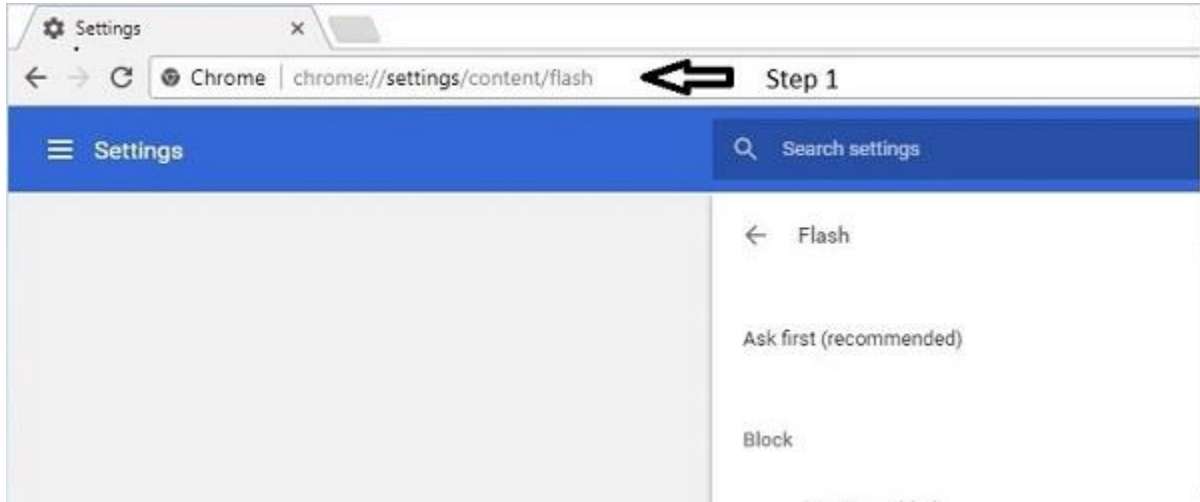 Settings
Chrome chrome://settings/content/flash Step 1
Settings Search settings
Flash
Ask first (recommended)
Block